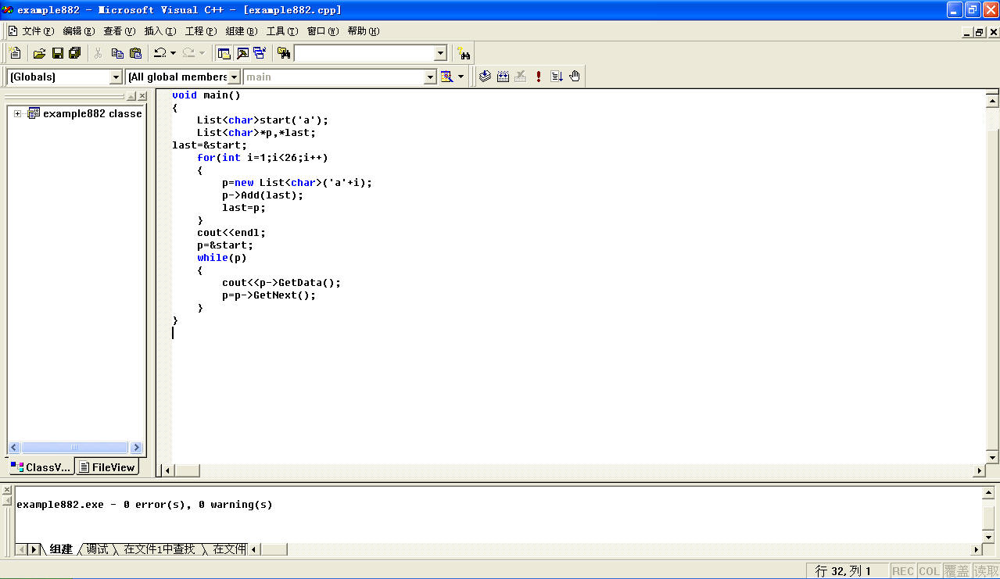 example882 - Microsoft Visual C++ - [example882.cpp]
文件(F) 编辑(E) 查看(V) 插入(I) 工程(P) 组建(B) 工具(T) 窗口(W) 帮助(H)
(Globals) (All global members main
example882 classe
void main()
{
    List<char>start('a');
    List<char>*p,*last;
last=&start;
    for(int i=1;i<26;i++)
    {
        p=new List<char>('a'+i);
        p->Add(last);
        last=p;
    }
    cout<<endl;
    p=&start;
    while(p)
    {
        cout<<p->GetData();
        p=p->GetNext();
    }
}
ClassV... FileView
example882.exe - 0 error(s), 0 warning(s)
组建 调试 在文件1中查找 在文件
行 32,列 1 REC COL 覆盖 读取